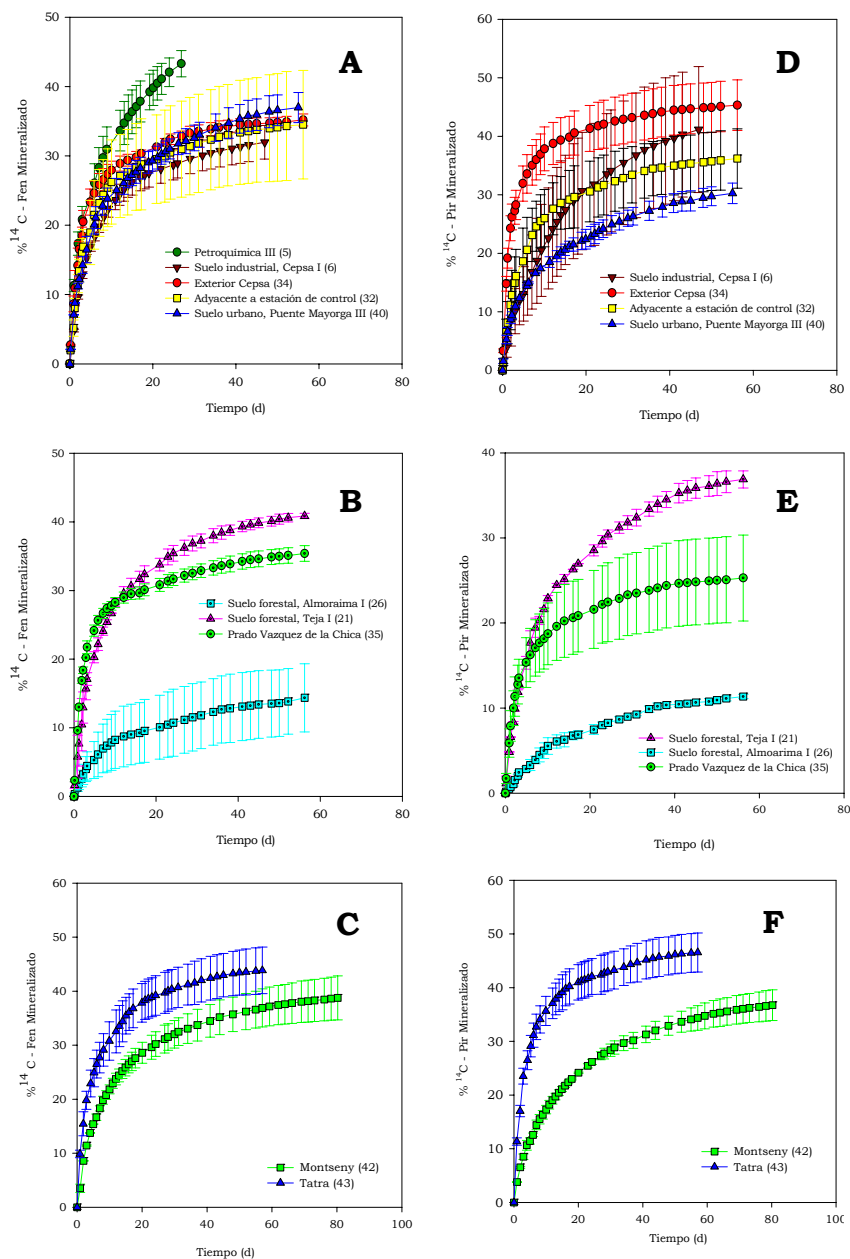 50
40
30
20
10
0
% 14 C - Fen Mineralizado
A
Petroquímica III (5)
Suelo industrial, Cepsa I (6)
Exterior Cepsa (34)
Adyacente a estación de control (32)
Suelo urbano, Puente Mayorga III (40)
0 20 40 60 80
Tiempo (d)
60
50
40
30
20
10
0
% 14C - Pir Mineralizado
D
Suelo industrial, Cepsa I (6)
Exterior Cepsa (34)
Adyacente a estación de control (32)
Suelo urbano, Puente Mayorga III (40)
0 20 40 60 80
Tiempo (d)
50
40
30
20
10
0
% 14 C - Fen Mineralizado
B
Suelo forestal, Almoraima I (26)
Suelo forestal, Teja I (21)
Prado Vazquez de la Chica (35)
0 20 40 60 80
Tiempo (d)
40
30
20
10
0
% 14C - Pir Mineralizado
E
Suelo forestal, Teja I (21)
Suelo forestal, Almoarima I (26)
Prado Vazquez de la Chica (35)
0 20 40 60 80
Tiempo (d)
60
50
40
30
20
10
0
% 14 C - Fen Mineralizado
C
Montseny (42)
Tatra (43)
0 20 40 60 80 100
Tiempo (d)
60
50
40
30
20
10
0
% 14C - Pir Mineralizado
F
Montseny (42)
Tatra (43)
0 20 40 60 80 100
Tiempo (d)